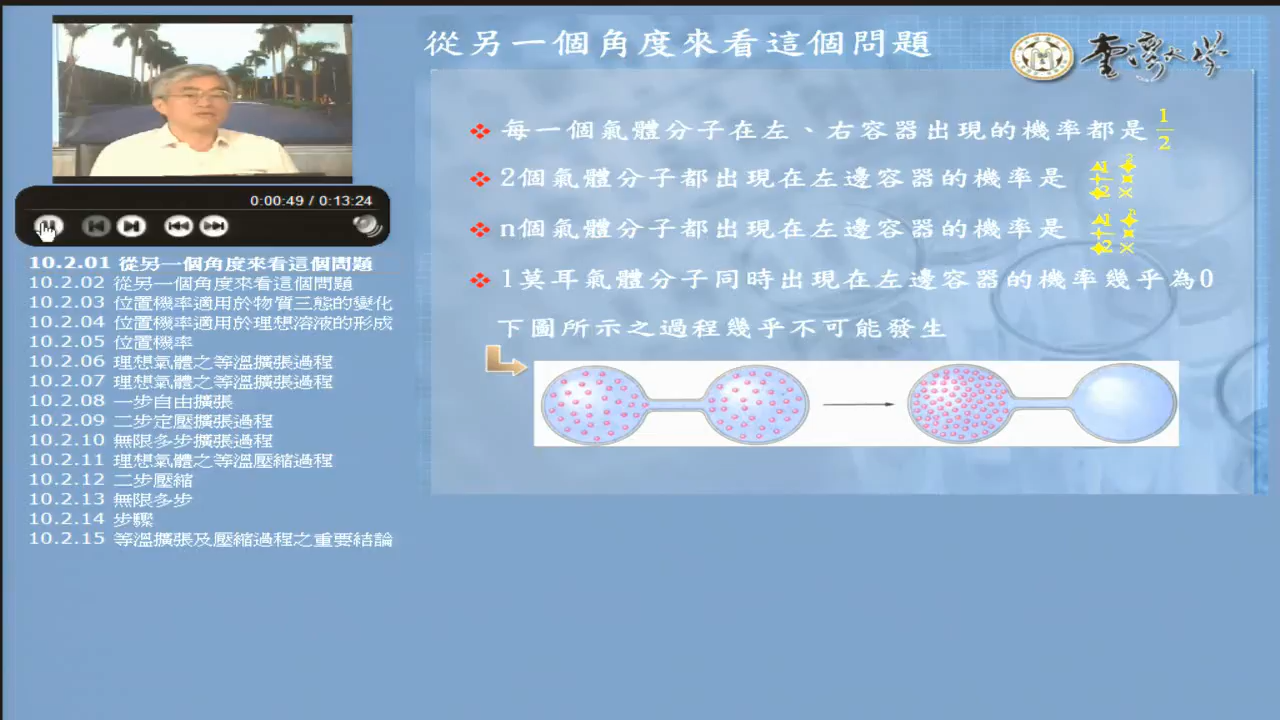 從另一個角度來看這個問題
臺灣大學
每一個氣體分子在左、右容器出現的機率都是 1/2
2個氣體分子都出現在左邊容器的機率是
n個氣體分子都出現在左邊容器的機率是
1莫耳氣體分子同時出現在左邊容器的機率幾乎為0
下圖所示之過程幾乎不可能發生
0:00:49 / 0:13:24
10.2.01 從另一個角度來看這個問題
10.2.02 從另一個角度來看這個問題
10.2.03 位置機率適用於物質三態的變化
10.2.04 位置機率適用於理想溶液的形成
10.2.05 位置機率
10.2.06 理想氣體之等溫擴張過程
10.2.07 理想氣體之等溫擴張過程
10.2.08 一步自由擴張
10.2.09 二步定壓擴張過程
10.2.10 無限多步擴張過程
10.2.11 理想氣體之等溫壓縮過程
10.2.12 二步壓縮
10.2.13 無限多步
10.2.14 步驟
10.2.15 等溫擴張及壓縮過程之重要結論